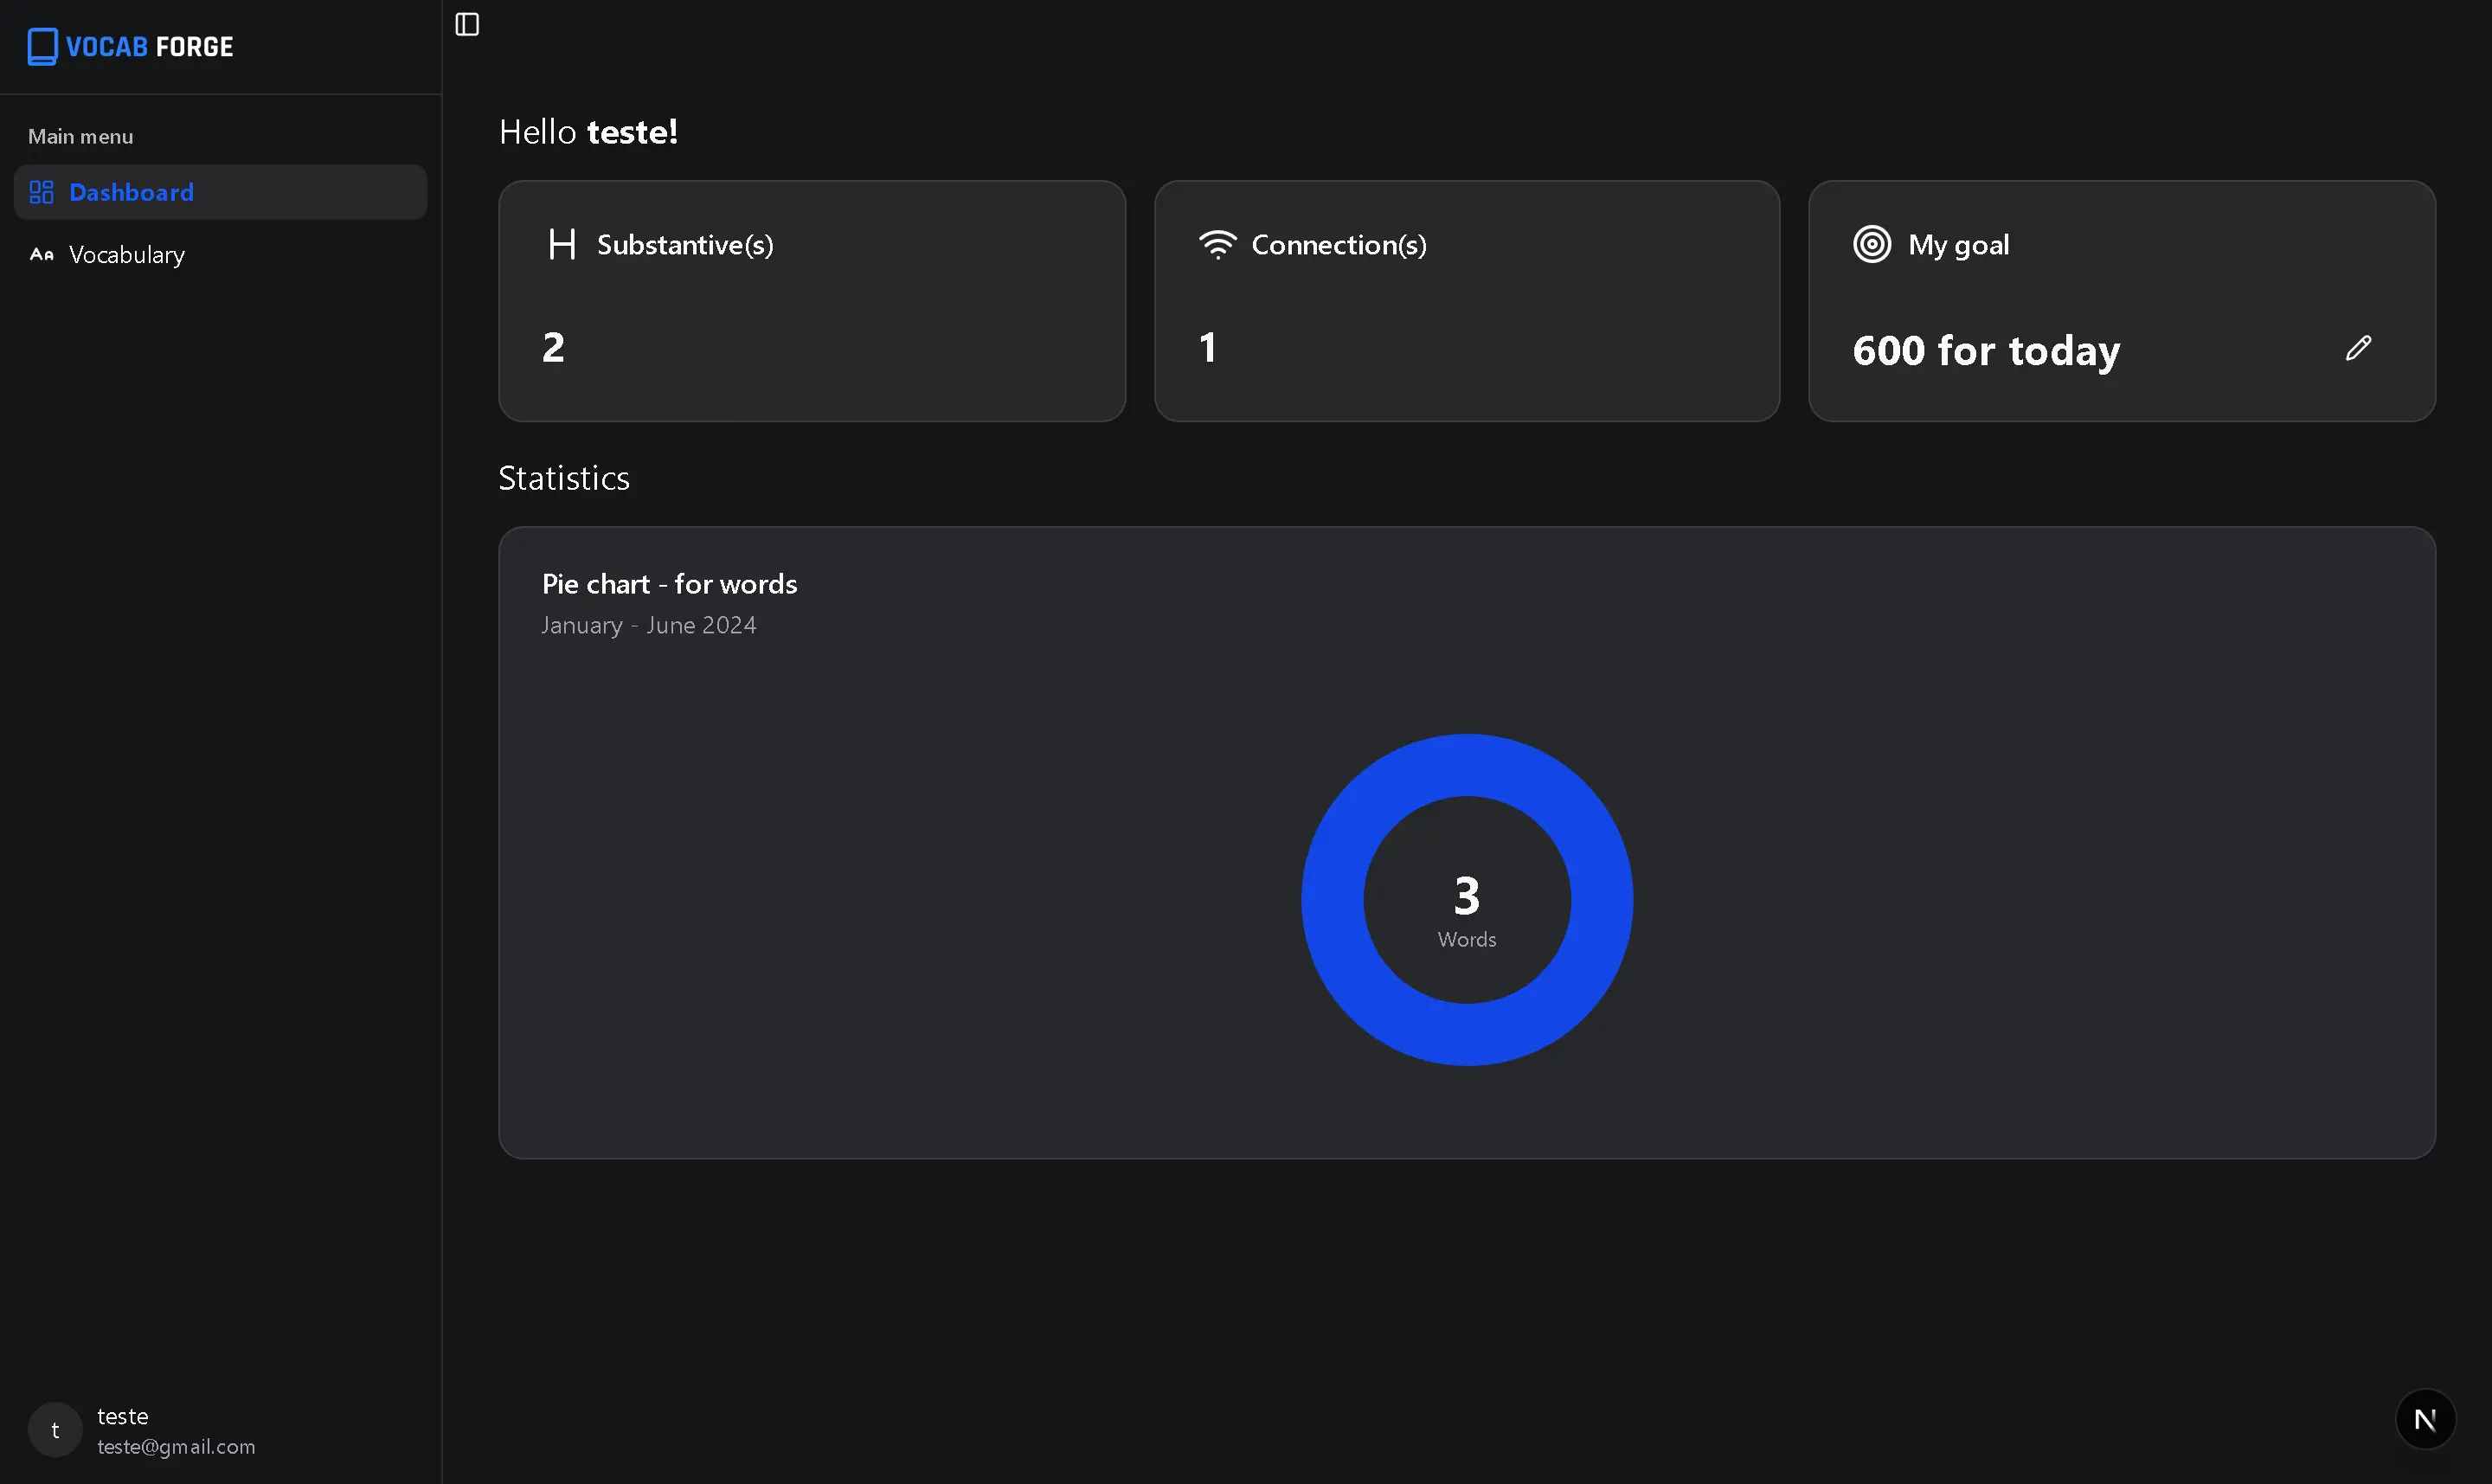 VOCAB FORGE
Main menu
Dashboard
Aa Vocabulary
teste
teste@gmail.com
Hello teste!
Substantive(s)
2
Connection(s)
1
My goal
600 for today
Statistics
Pie chart - for words
January - June 2024
3
Words
t
N